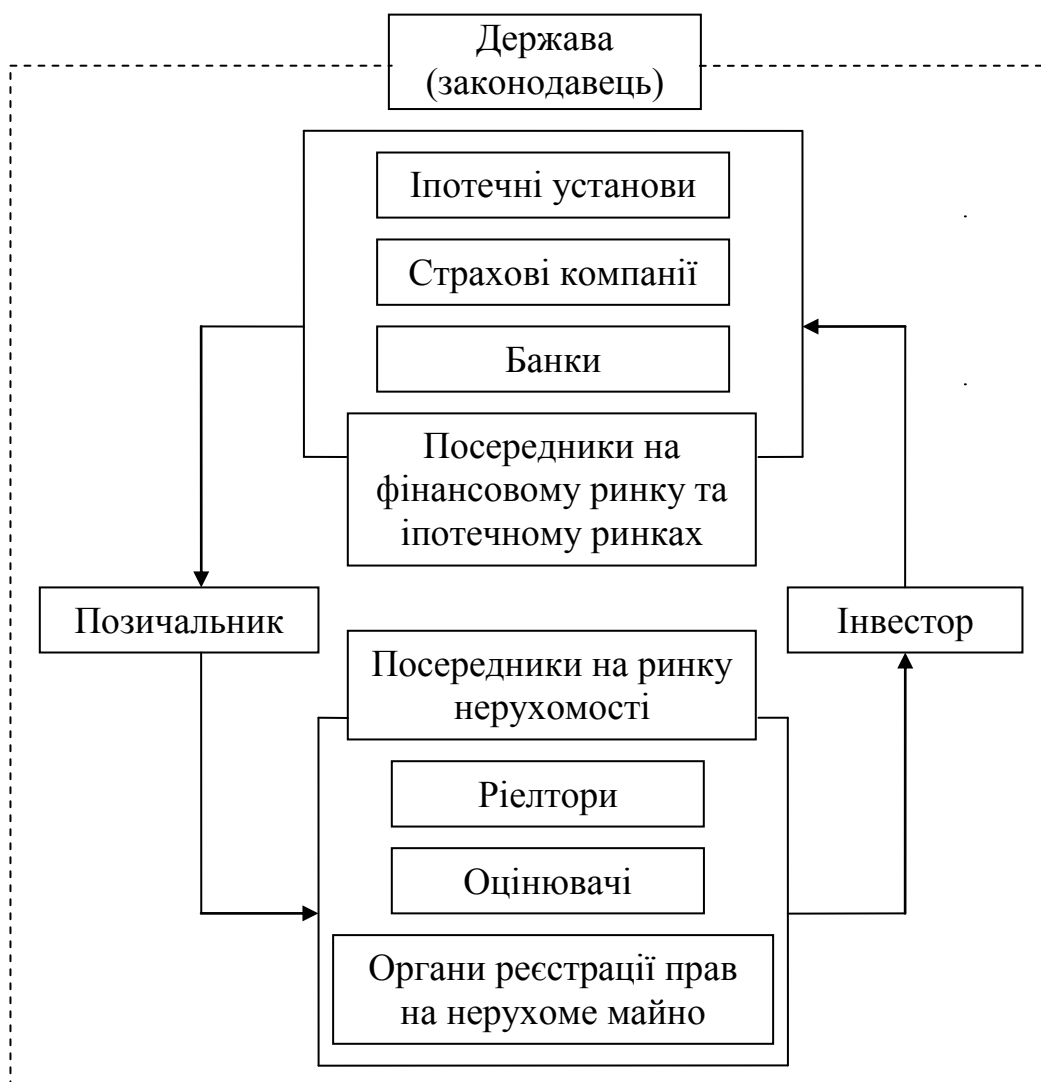 Держава
(законодавець)
Іпотечні установи
Страхові компанії
Банки
Посередники на
фінансовому ринку та
іпотечному ринках
Позичальник
Інвестор
Посередники на ринку
нерухомості
Ріелтори
Оцінювачі
Органи реєстрації прав
на нерухоме майно